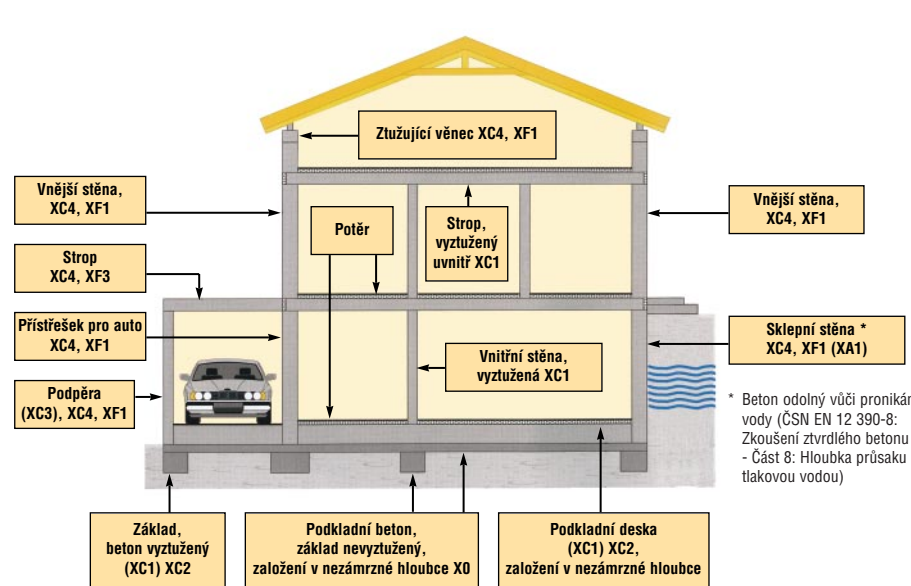 Ztužující věnec XC4, XF1
Vnější stěna,
XC4, XF1
Strop
XC4, XF3
Přístřešek pro auto
XC4, XF1
Podpěra
(XC3), XC4, XF1
Potěr
Strop,
vyztužený
uvnitř XC1
Vnitřní stěna,
vyztužená XC1
Vnější stěna,
XC4, XF1
Sklepní stěna *
XC4, XF1 (XA1)
* Beton odolný vůči pronikán
vody (ČSN EN 12 390-8:
Zkoušení ztvrdlého betonu
- Část 8: Hloubka průsaku
tlakovou vodou)
Základ,
beton vyztužený
(XC1) XC2
Podkladní beton,
základ nevyztužený,
založení v nezámrzné hloubce X0
Podkladní deska
(XC1) XC2,
založení v nezámrzné hloubce